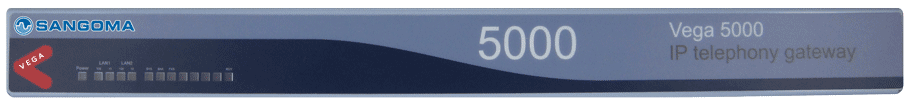 SANGOMA
5000
Vega 5000
IP telephony gateway
VEGA
LAN1 LAN2
Power